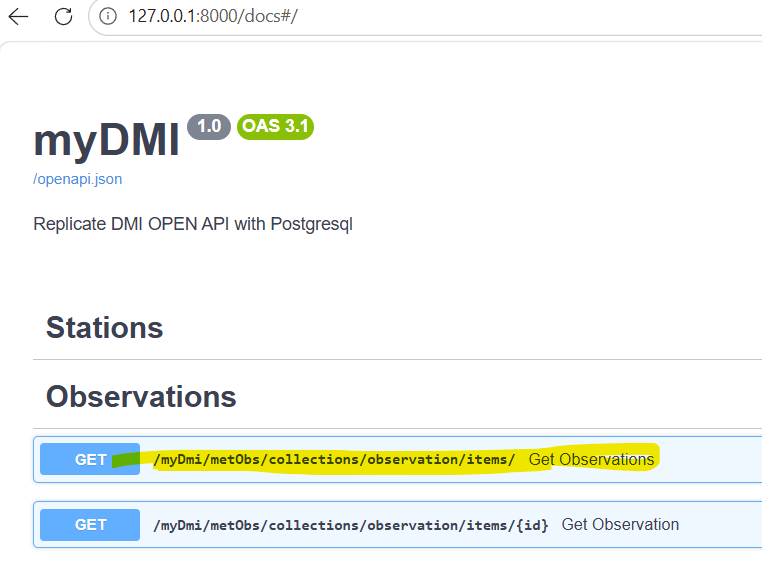 127.0.0.1:8000/docs#/
myDMI 1.0 OAS 3.1
/openapi.json
Replicate DMI OPEN API with Postgresql
Stations
Observations
GET /myDmi/metObs/collections/observation/items/ Get Observations
GET /myDmi/metObs/collections/observation/items/{id} Get Observation